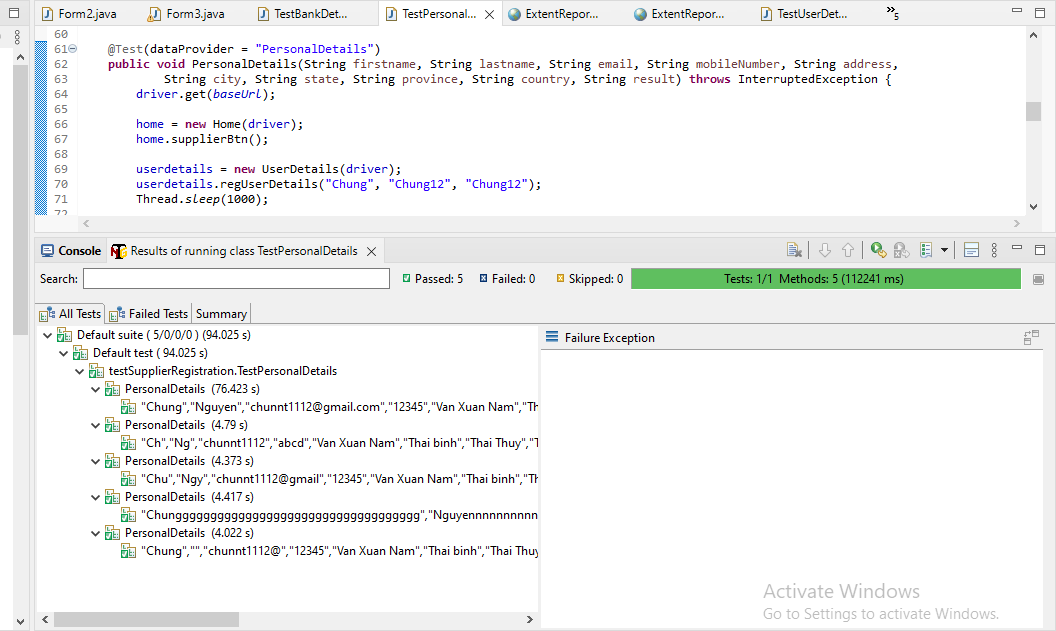 Form2.java Form3.java TestBankDet... TestPersonal... ExtentRepor... ExtentRepor... TestUserDet... »5
60
61 @Test(dataProvider = "PersonalDetails")
62 public void PersonalDetails(String firstname, String lastname, String email, String mobileNumber, String address,
63 String city, String state, String province, String country, String result) throws InterruptedException {
64 driver.get(baseUrl);
65
66 home = new Home(driver);
67 home.supplierBtn();
68
69 userdetails = new UserDetails(driver);
70 userdetails.regUserDetails("Chung", "Chung12", "Chung12");
71 Thread.sleep(1000);
72
Console Results of running class TestPersonalDetails
Search: Passed: 5 Failed: 0 Skipped: 0 Tests: 1/1 Methods: 5 (112241 ms)
All Tests Failed Tests Summary
Default suite ( 5/0/0/0 ) (94.025 s)
Failure Exception
Default test ( 94.025 s)
testSupplierRegistration.TestPersonalDetails
PersonalDetails (76.423 s)
"Chung","Nguyen","chunnt1112@gmail.com","12345","Van Xuan Nam","Th
PersonalDetails (4.79 s)
"Ch","Ng","chunnt1112","abcd","Van Xuan Nam","Thai binh","Thai Thuy","T
PersonalDetails (4.373 s)
"Chu","Ngy","chunnt1112@gmail","12345","Van Xuan Nam","Thai binh","Th
PersonalDetails (4.417 s)
"Chunggggggggggggggggggggggggggggggggggg","Nguyennnnnnnnnn
PersonalDetails (4.022 s)
"Chung","","chunnt1112@","12345","Van Xuan Nam","Thai binh","Thai Thuy
Activate Windows
Go to Settings to activate Windows.